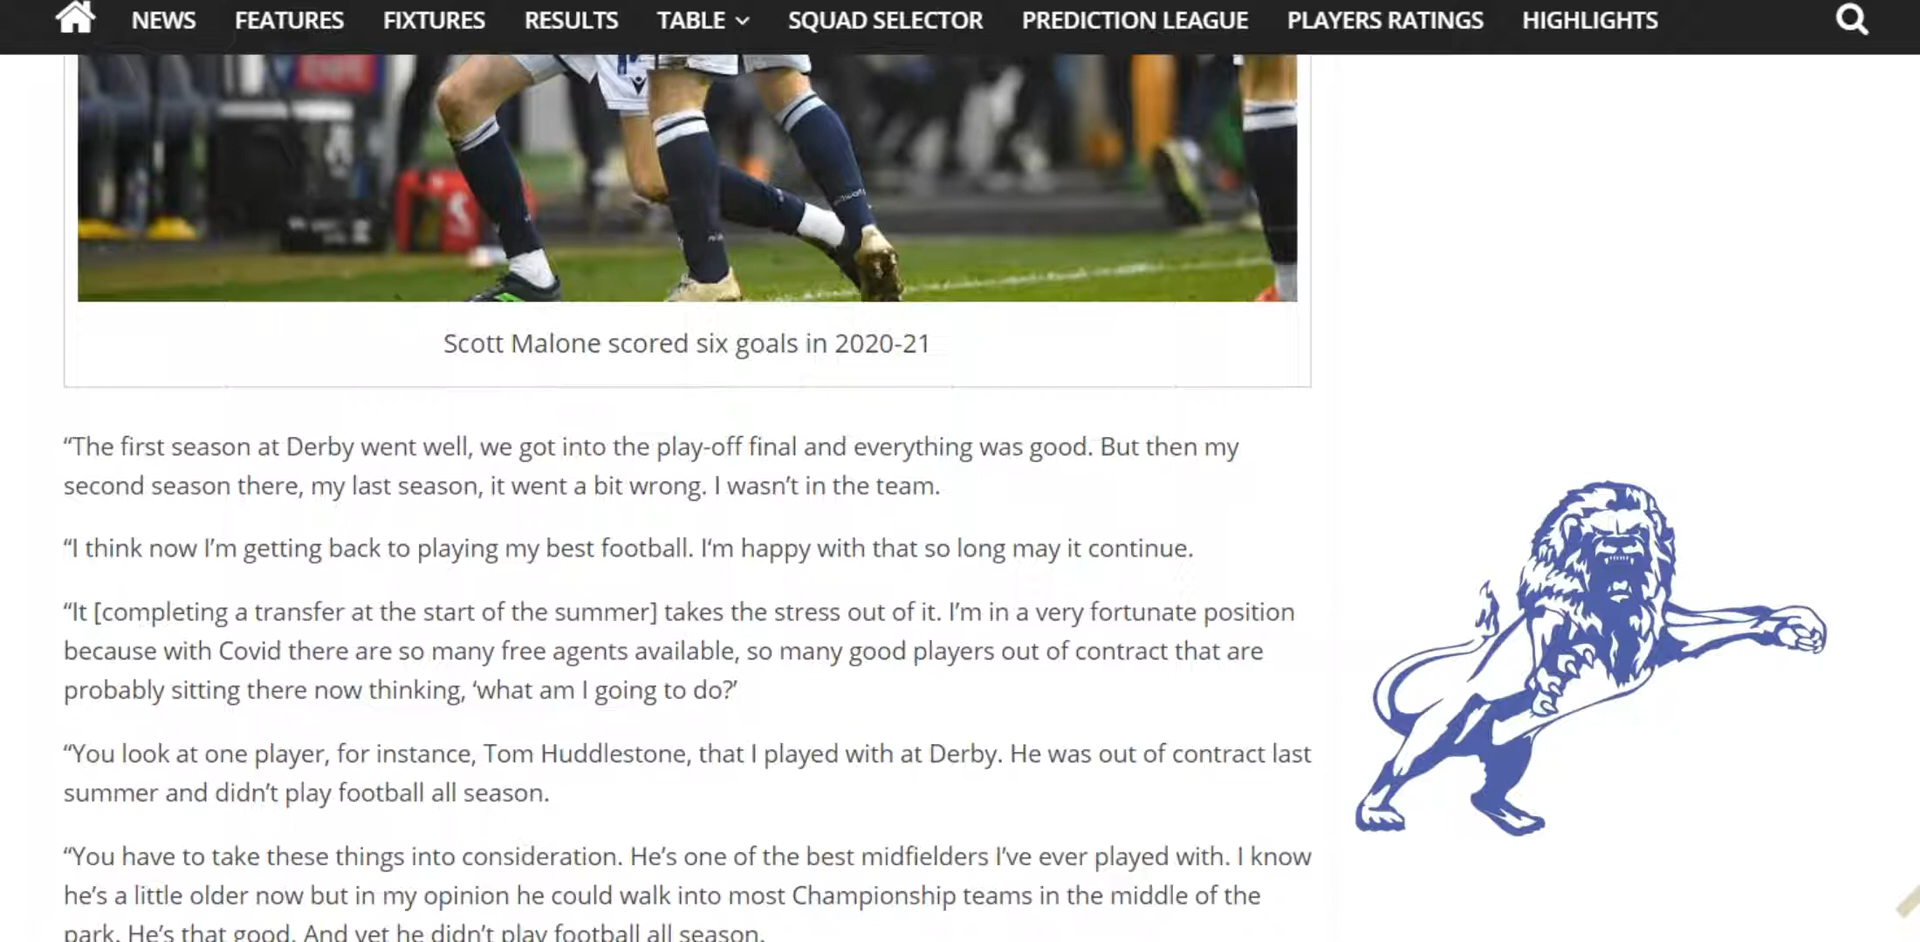 NEWS FEATURES FIXTURES RESULTS TABLE SQUAD SELECTOR PREDICTION LEAGUE PLAYERS RATINGS HIGHLIGHTS
Scott Malone scored six goals in 2020-21
“The first season at Derby went well, we got into the play-off final and everything was good. But then my
second season there, my last season, it went a bit wrong. I wasn’t in the team.
“I think now I’m getting back to playing my best football. I‘m happy with that so long may it continue.
“It [completing a transfer at the start of the summer] takes the stress out of it. I’m in a very fortunate position
because with Covid there are so many free agents available, so many good players out of contract that are
probably sitting there now thinking, ‘what am I going to do?’
“You look at one player, for instance, Tom Huddlestone, that I played with at Derby. He was out of contract last
summer and didn’t play football all season.
“You have to take these things into consideration. He’s one of the best midfielders I’ve ever played with. I know
he’s a little older now but in my opinion he could walk into most Championship teams in the middle of the
park. He’s that good. And yet he didn’t play football all season.